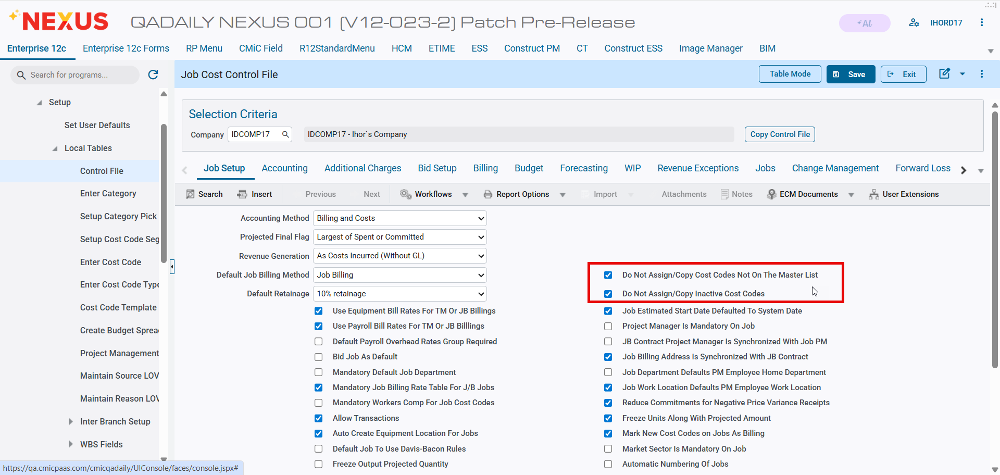 NEXUS
QADAILY NEXUS 001 (V12-023-2) Patch Pre-Release
AI
IHORD17
Enterprise 12c
Enterprise 12c Forms
RP Menu
CMiC Field
R12StandardMenu
HCM
ETIME
ESS
Construct PM
CT
Construct ESS
Image Manager
BIM
Search for programs...
Setup
Set User Defaults
Local Tables
Control File
Enter Category
Setup Category Pick
Setup Cost Code Seg
Enter Cost Code
Enter Cost Code Type
Cost Code Template
Create Budget Sprea
Project Management
Maintain Source LOV
Maintain Reason LOV
Inter Branch Setup
WBS Fields
Job Cost Control File
Table Mode
Save
Exit
Selection Criteria
Company
IDCOMP17
IDCOMP17 - Ihor`s Company
Copy Control File
Job Setup
Accounting
Additional Charges
Bid Setup
Billing
Budget
Forecasting
WIP
Revenue Exceptions
Jobs
Change Management
Forward Loss
Search
Insert
Previous
Next
Workflows
Report Options
Import
Attachments
Notes
ECM Documents
User Extensions
Accounting Method Billing and Costs
Projected Final Flag Largest of Spent or Committed
Revenue Generation As Costs Incurred (Without GL)
Default Job Billing Method Job Billing
Default Retainage 10% retainage
Use Equipment Bill Rates For TM Or JB Billings
Use Payroll Bill Rates For TM Or JB Billlings
Default Payroll Overhead Rates Group Required
Bid Job As Default
Mandatory Default Job Department
Mandatory Job Billing Rate Table For J/B Jobs
Mandatory Workers Comp For Job Cost Codes
Allow Transactions
Auto Create Equipment Location For Jobs
Default Job To Use Davis-Bacon Rules
Freeze Output Projected Quantity
Do Not Assign/Copy Cost Codes Not On The Master List
Do Not Assign/Copy Inactive Cost Codes
Job Estimated Start Date Defaulted To System Date
Project Manager Is Mandatory On Job
JB Contract Project Manager Is Synchronized With Job PM
Job Billing Address Is Synchronized With JB Contract
Job Department Defaults PM Employee Home Department
Job Work Location Defaults PM Employee Work Location
Reduce Commitments for Negative Price Variance Receipts
Freeze Units Along With Projected Amount
Mark New Cost Codes on Jobs As Billing
Market Sector Is Mandatory On Job
Automatic Numbering Of Jobs
https://qa.cmicpaas.com/cmicqadaily/UIConsole/faces/console.jspx#